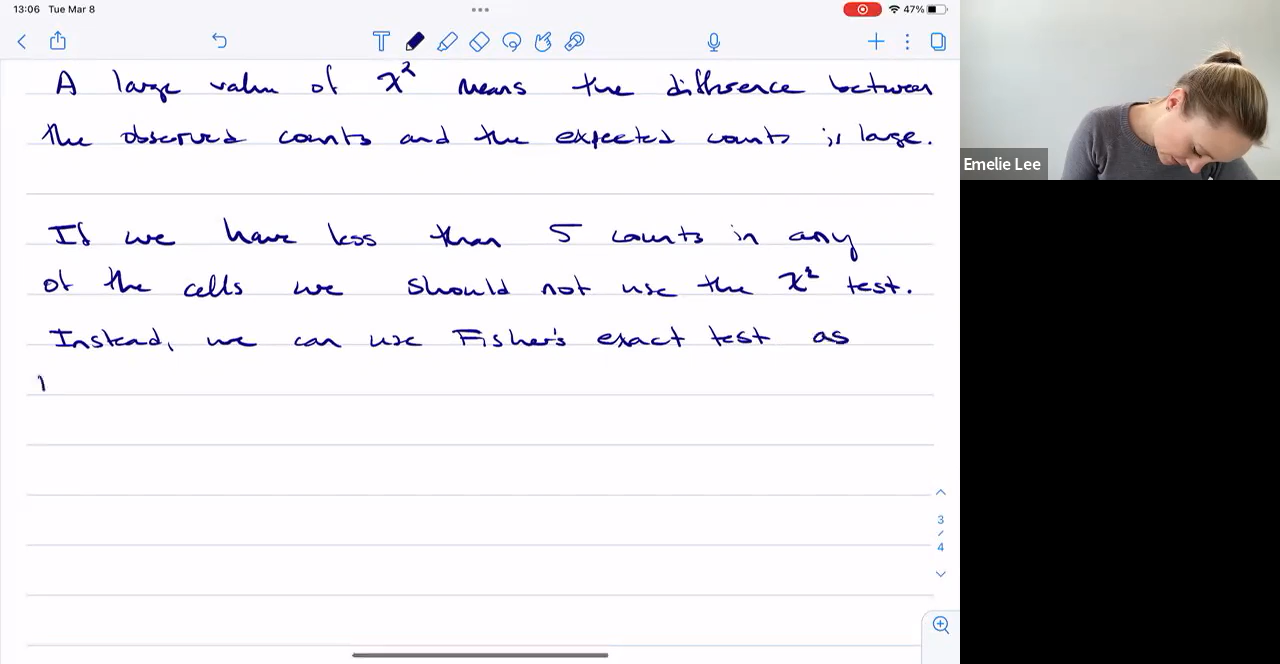 13:06 Tue Mar 8
47%
A large value of χ² means the difference between
the observed counts and the expected counts is large.
Emelie Lee
If we have less than 5 counts in any
of the cells we should not use the χ² test.
Instead, we can use Fisher's exact test as
3
/
4